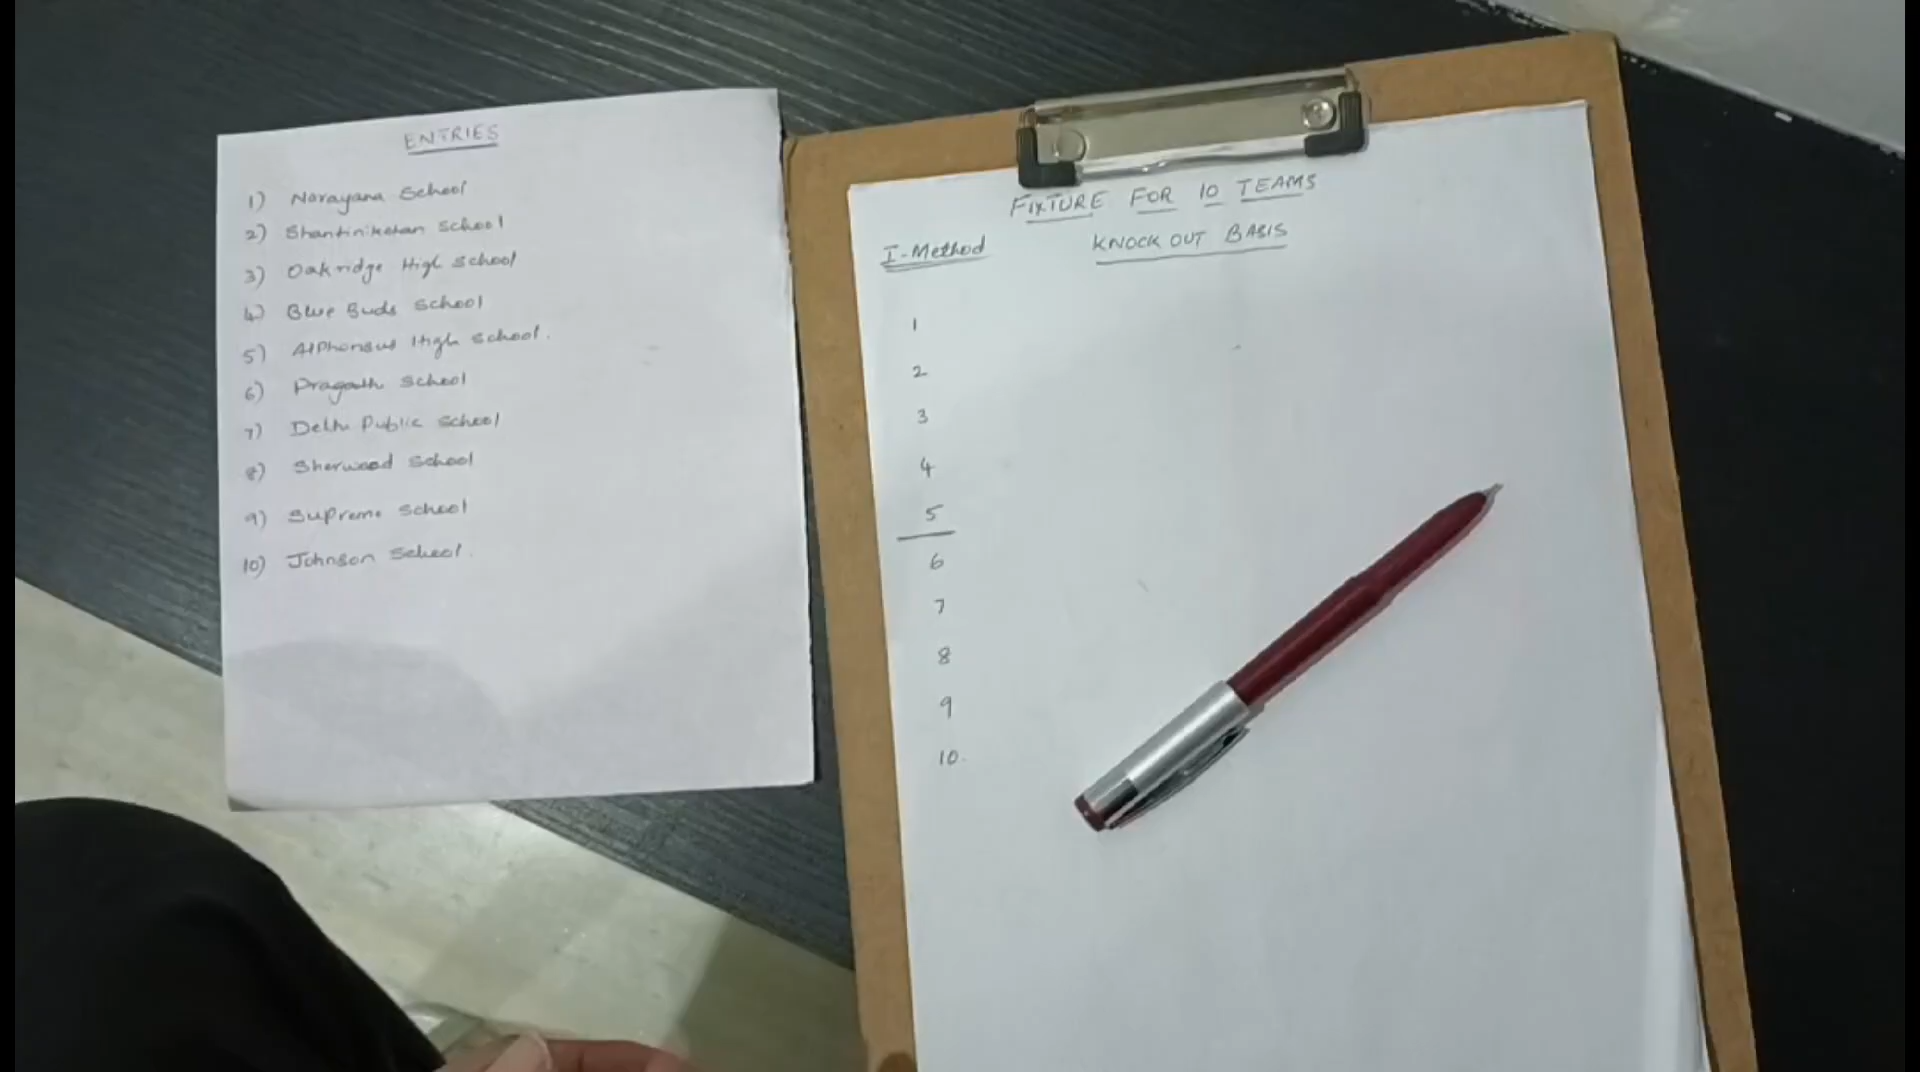 ENTRIES
1) Narayana School
2) Shantiniketan School
3) Oakridge High School
4) Blue Buds School
5) Alphonsus High School.
6) Pragathi School
7) Delhi Public School
8) Sherwood School
9) Supreme School
10) Johnson School.
FIXTURE FOR 10 TEAMS
KNOCK OUT BASIS
I-Method
1
2
3
4
5
6
7
8
9
10.